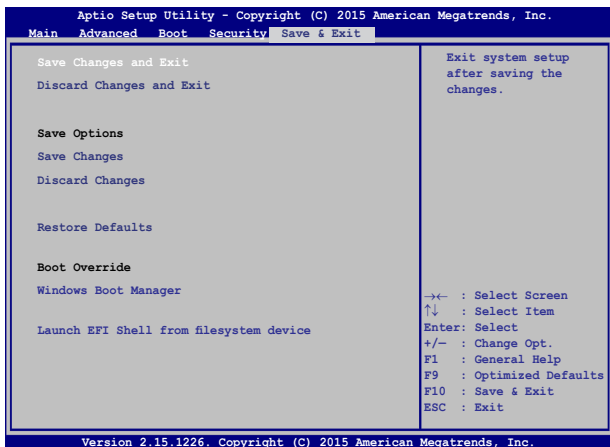 Aptio Setup Utility - Copyright (C) 2015 American Megatrends, Inc.
Main Advanced Boot Security Save & Exit
Save Changes and Exit
Discard Changes and Exit
Save Options
Save Changes
Discard Changes
Restore Defaults
Boot Override
Windows Boot Manager
Launch EFI Shell from filesystem device
Exit system setup
after saving the
changes.
→← : Select Screen
↑↓ : Select Item
Enter: Select
+/— : Change Opt.
F1 : General Help
F9 : Optimized Defaults
F10 : Save & Exit
ESC : Exit
Version 2.15.1226. Copyright (C) 2015 American Megatrends, Inc.